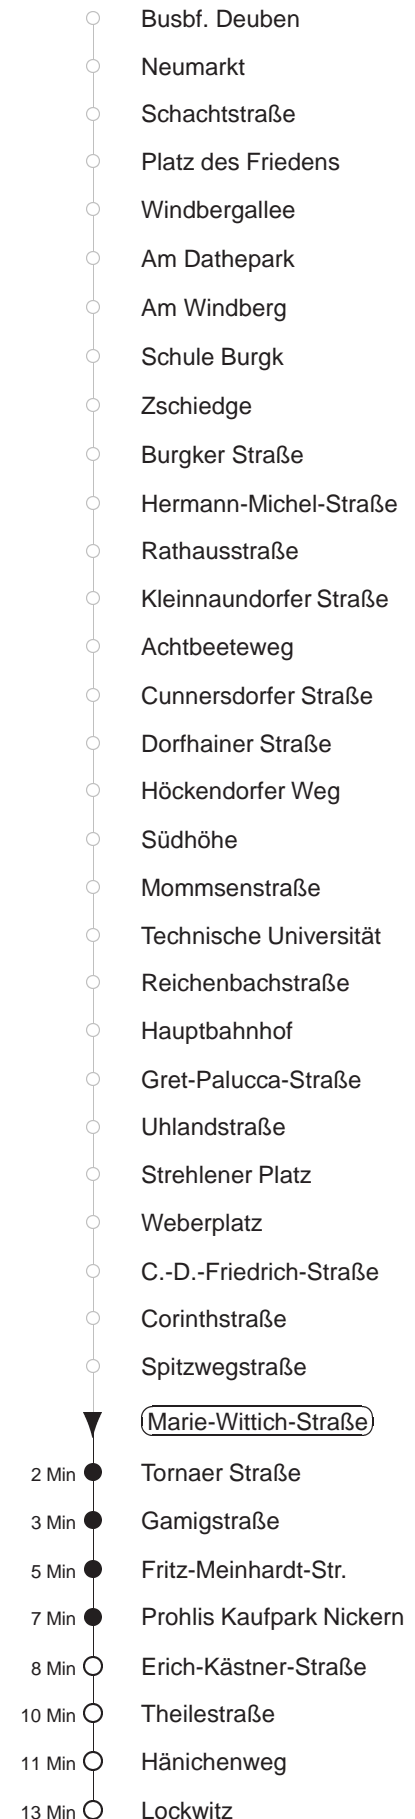 Busbf. Deuben
Neumarkt
Schachtstraße
Platz des Friedens
Windbergallee
Am Dathepark
Am Windberg
Schule Burgk
Zschiedge
Burgker Straße
Hermann-Michel-Straße
Rathausstraße
Kleinnaundorfer Straße
Achtbeeteweg
Cunnersdorfer Straße
Dorfhainer Straße
Höckendorfer Weg
Südhöhe
Mommsenstraße
Technische Universität
Reichenbachstraße
Hauptbahnhof
Gret-Palucca-Straße
Uhlandstraße
Strehlener Platz
Weberplatz
C.-D.-Friedrich-Straße
Corinthstraße
Spitzwegstraße
Marie-Wittich-Straße
2 Min Tornaer Straße
3 Min Gamigstraße
5 Min Fritz-Meinhardt-Str.
7 Min Prohlis Kaufpark Nickern
8 Min Erich-Kästner-Straße
10 Min Theilestraße
11 Min Hänichenweg
13 Min Lockwitz